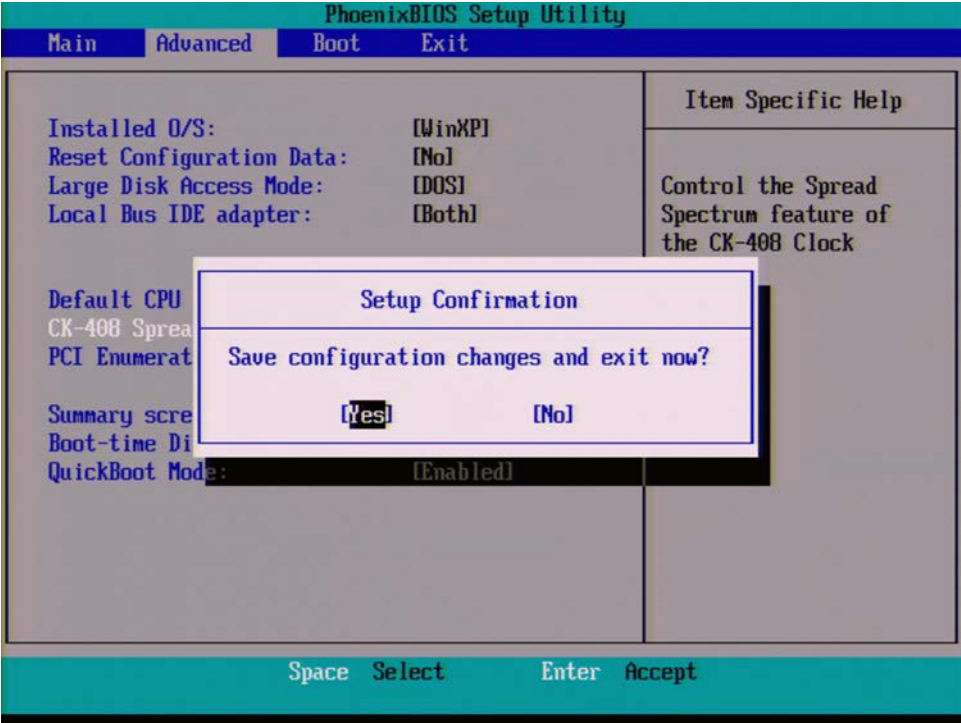 PhoenixBIOS Setup Utility
Main Advanced Boot Exit
Item Specific Help
Installed O/S: [WinXP]
Reset Configuration Data: [No]
Large Disk Access Mode: [DOS]
Local Bus IDE adapter: [Both]
Control the Spread
Spectrum feature of
the CK-408 Clock
Default CPU
CK-408 Sprea
PCI Enumerat
Summary scre
Boot-time Di
QuickBoot Mode: [Enabled]
Setup Confirmation
Save configuration changes and exit now?
[Yes] [No]
Space Select Enter Accept